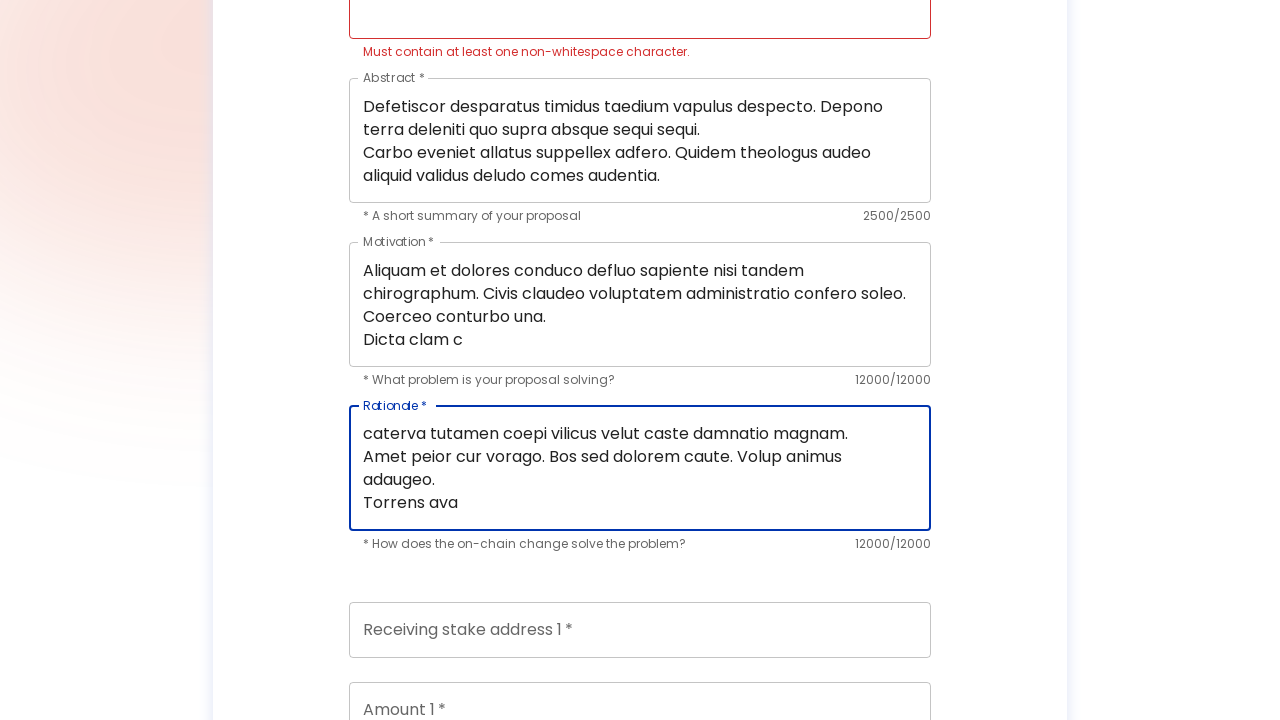 Must contain at least one non-whitespace character.
Abstract *
Defetiscor desparatus timidus taedium vapulus despecto. Depono
terra deleniti quo supra absque sequi sequi.
Carbo eveniet allatus suppellex adfero. Quidem theologus audeo
aliquid validus deludo comes audentia.
* A short summary of your proposal 2500/2500
Motivation *
Aliquam et dolores conduco defluo sapiente nisi tandem
chirographum. Civis claudeo voluptatem administratio confero soleo.
Coerceo conturbo una.
Dicta clam c
* What problem is your proposal solving? 12000/12000
Rationale *
caterva tutamen coepi vilicus velut caste damnatio magnam.
Amet peior cur vorago. Bos sed dolorem caute. Volup animus
adaugeo.
Torrens ava
* How does the on-chain change solve the problem? 12000/12000
Receiving stake address 1 *
Amount 1 *